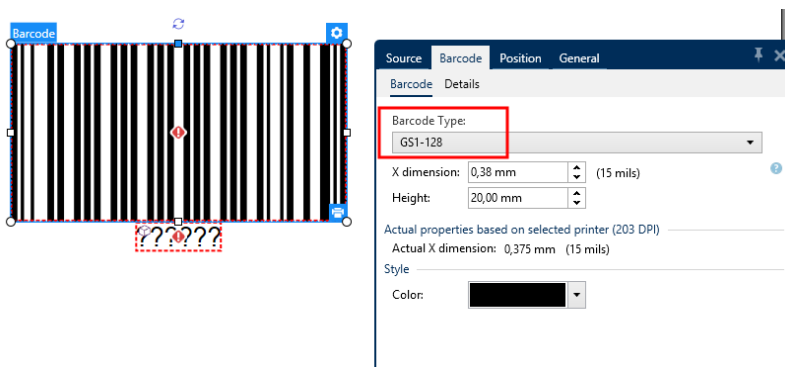 Barcode
??????
Source Barcode Position General
Barcode Details
Barcode Type:
GS1-128
X dimension: 0,38 mm (15 mils)
Height: 20,00 mm
Actual properties based on selected printer (203 DPI)
Actual X dimension: 0,375 mm (15 mils)
Style
Color: